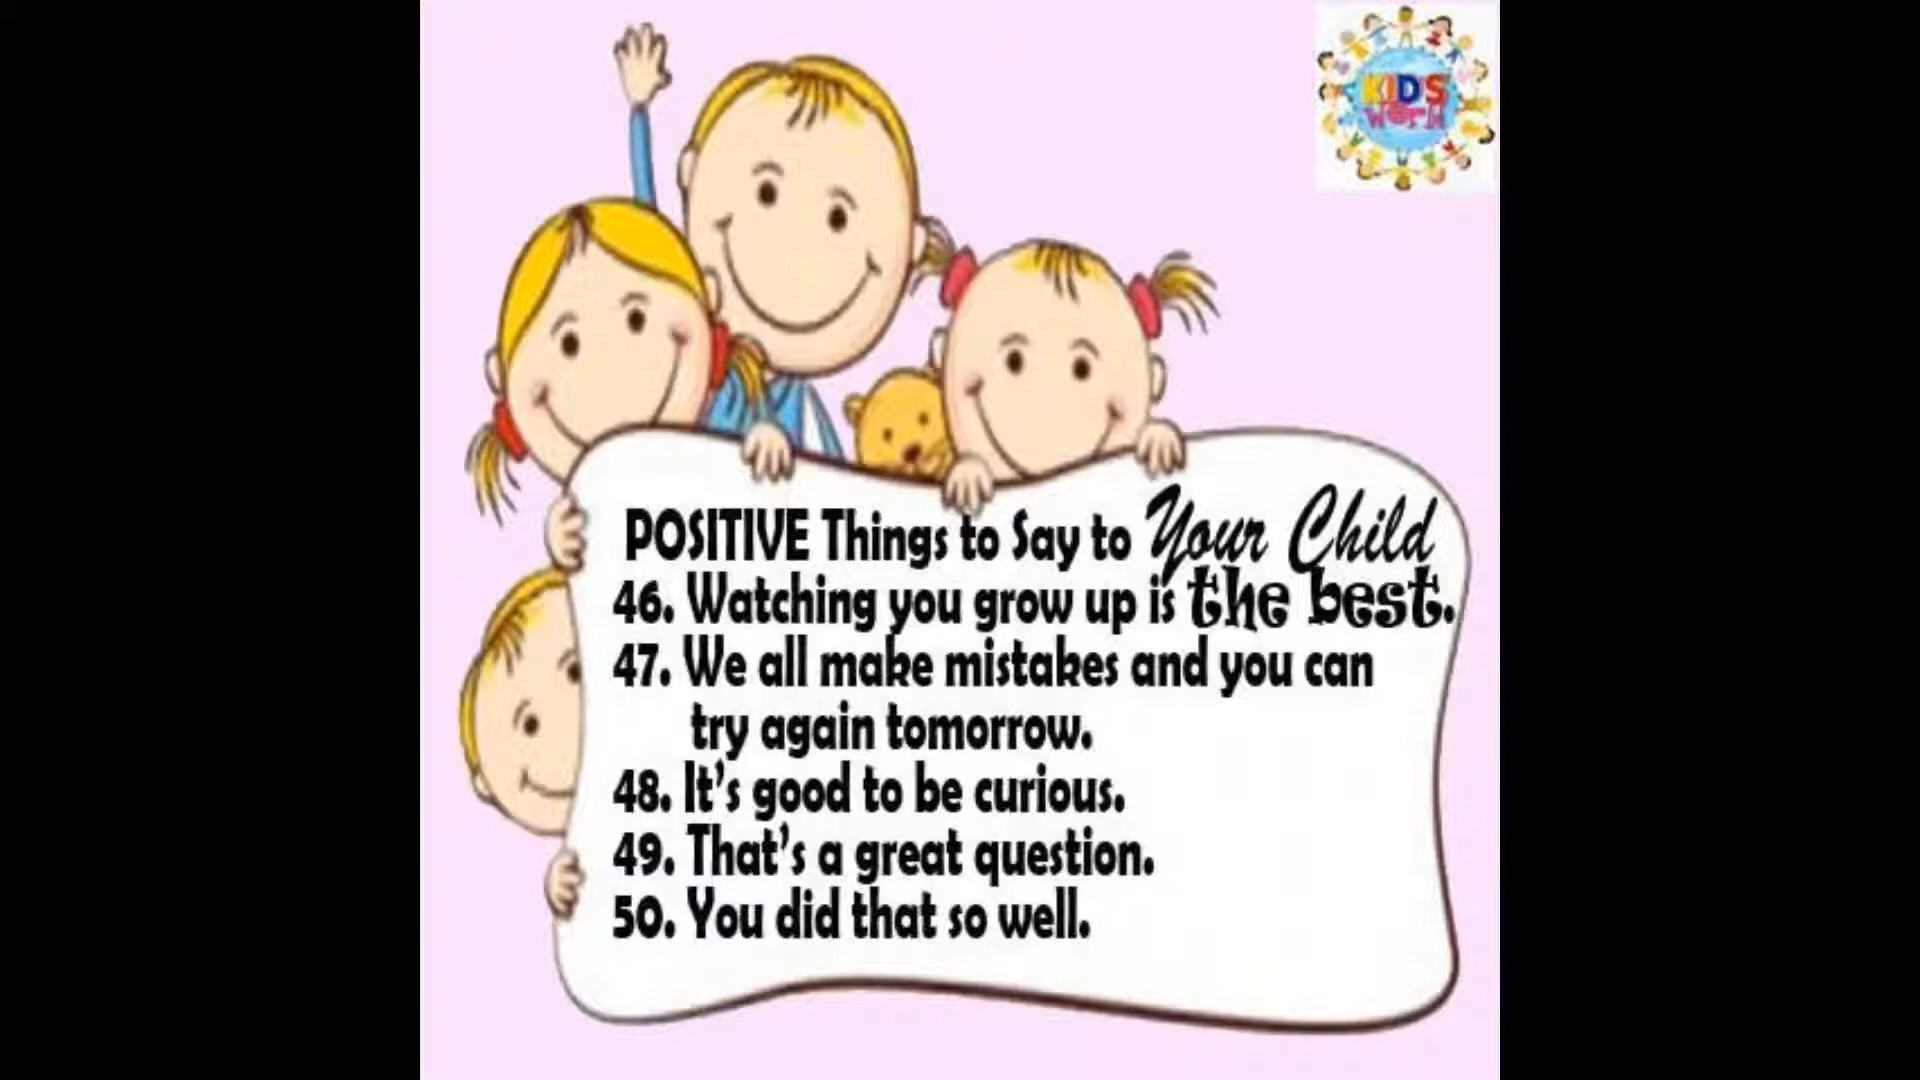 KID'S
World
POSITIVE Things to Say to Your Child
46. Watching you grow up is the best.
47. We all make mistakes and you can
try again tomorrow.
48. It's good to be curious.
49. That's a great question.
50. You did that so well.